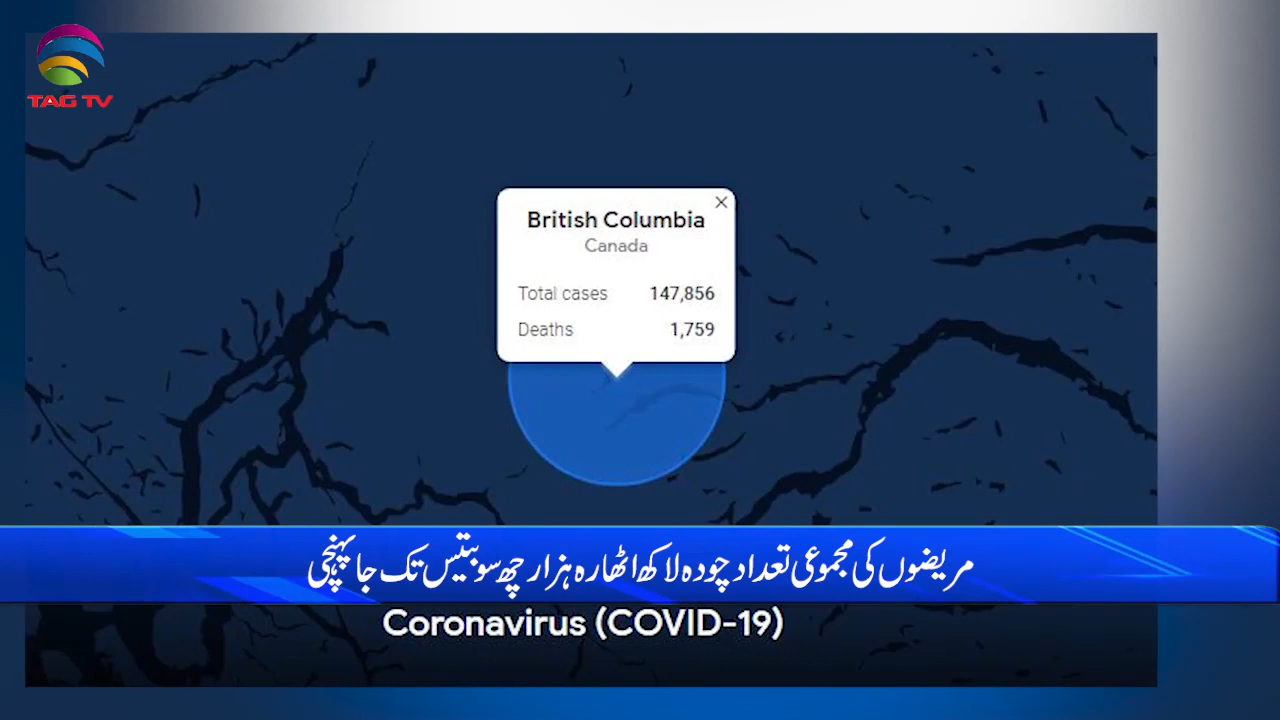 TAG TV
British Columbia
Canada
Total cases 147,856
Deaths 1,759
مریضوں کی مجموعی تعداد چودہ لاکھ اٹھارہ ہزار چھ سو بتیس تک جا پہنچی
Coronavirus (COVID-19)